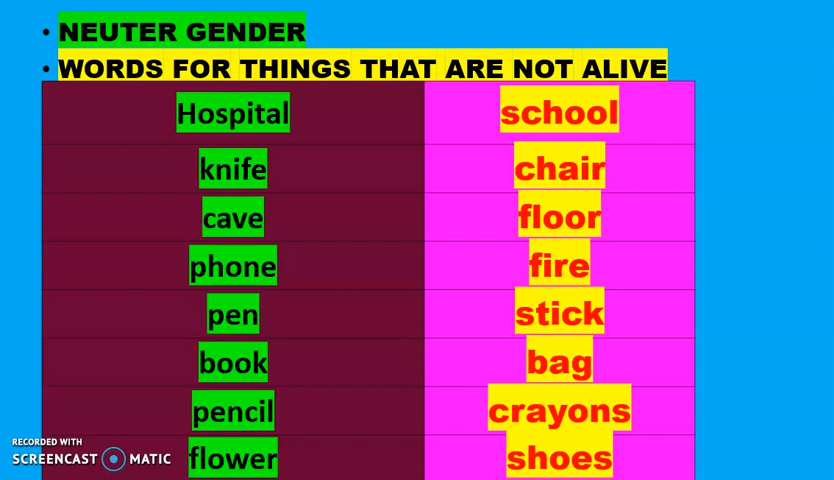 • NEUTER GENDER
• WORDS FOR THINGS THAT ARE NOT ALIVE
Hospital school
knife chair
cave floor
phone fire
pen stick
book bag
pencil crayons
flower shoes
RECORDED WITH
SCREENCAST MATIC